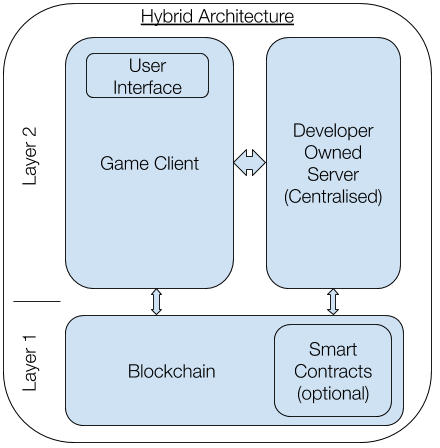 Hybrid Architecture
Layer 2
User
Interface
Game Client
Developer
Owned
Server
(Centralised)
Layer 1
Blockchain
Smart
Contracts
(optional)